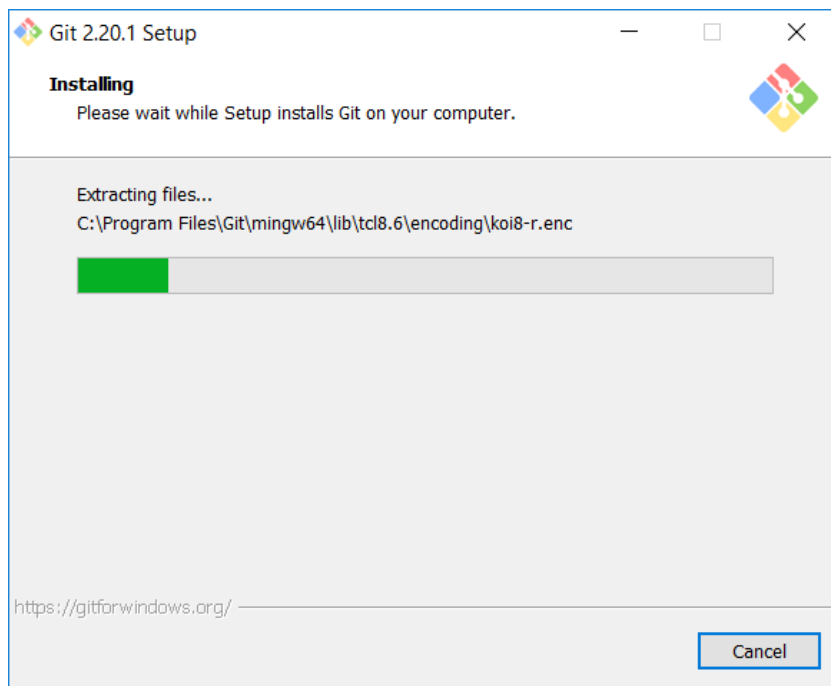 Git 2.20.1 Setup
Installing
Please wait while Setup installs Git on your computer.
Extracting files...
C:\Program Files\Git\mingw64\lib\tcl8.6\encoding\koi8-r.enc
https://gitforwindows.org/
Cancel